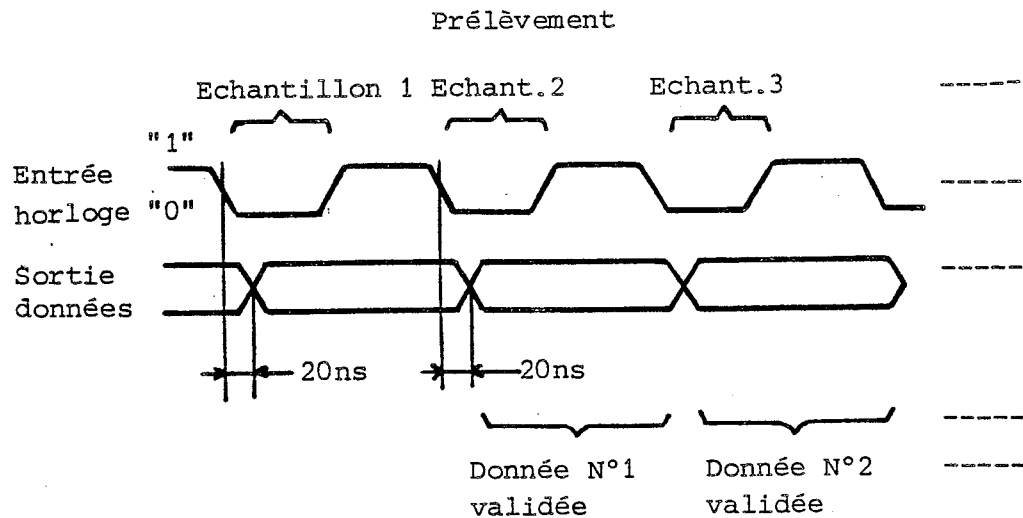 Prélèvement
Echantillon 1 Echant.2 Echant.3
"1"
Entrée
horloge "0"
Sortie
données
20ns 20ns
Donnée N°1 Donnée N°2
validée validée